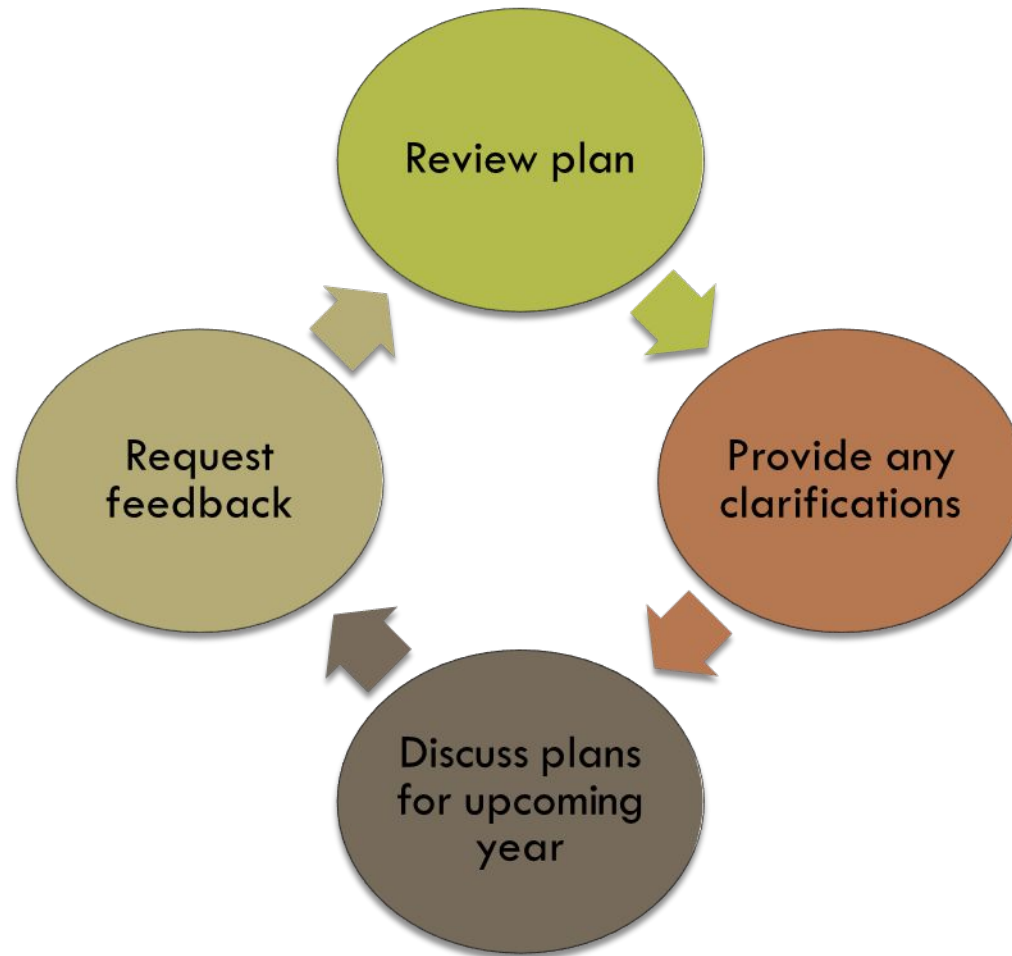 Review plan
Provide any
clarifications
Discuss plans
for upcoming
year
Request
feedback